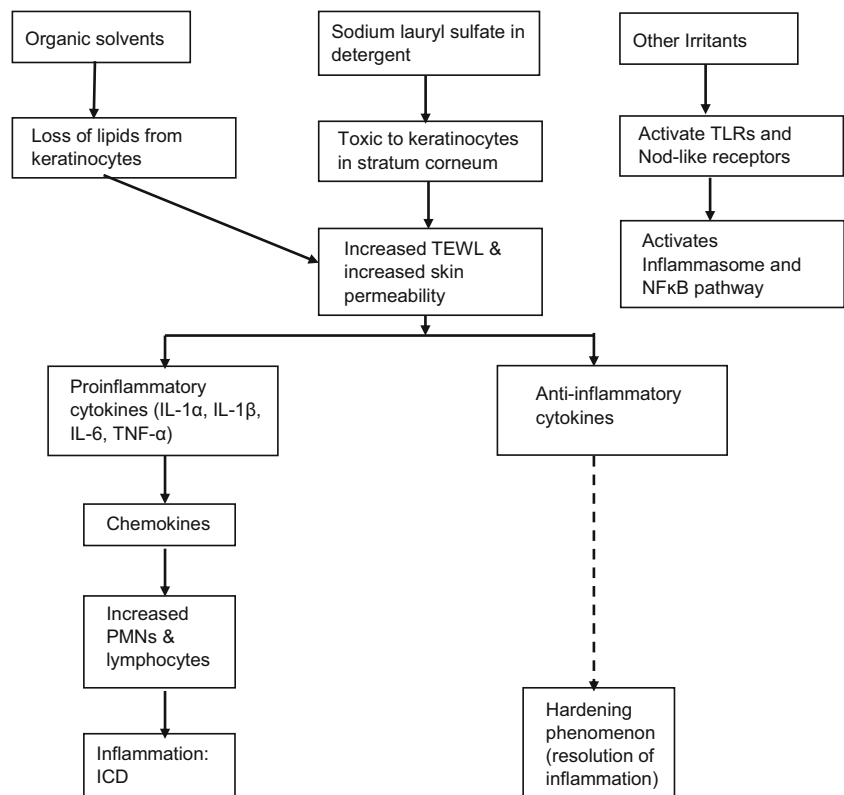 Organic solvents
Sodium lauryl sulfate in
detergent
Other Irritants
Loss of lipids from
keratinocytes
Toxic to keratinocytes
in stratum corneum
Activate TLRs and
Nod-like receptors
Increased TEWL &
increased skin
permeability
Activates
Inflammasome and
NFκB pathway
Proinflammatory
cytokines (IL-1α, IL-1β,
IL-6, TNF-α)
Anti-inflammatory
cytokines
Chemokines
Increased
PMNs &
lymphocytes
Inflammation:
ICD
Hardening
phenomenon
(resolution of
inflammation)